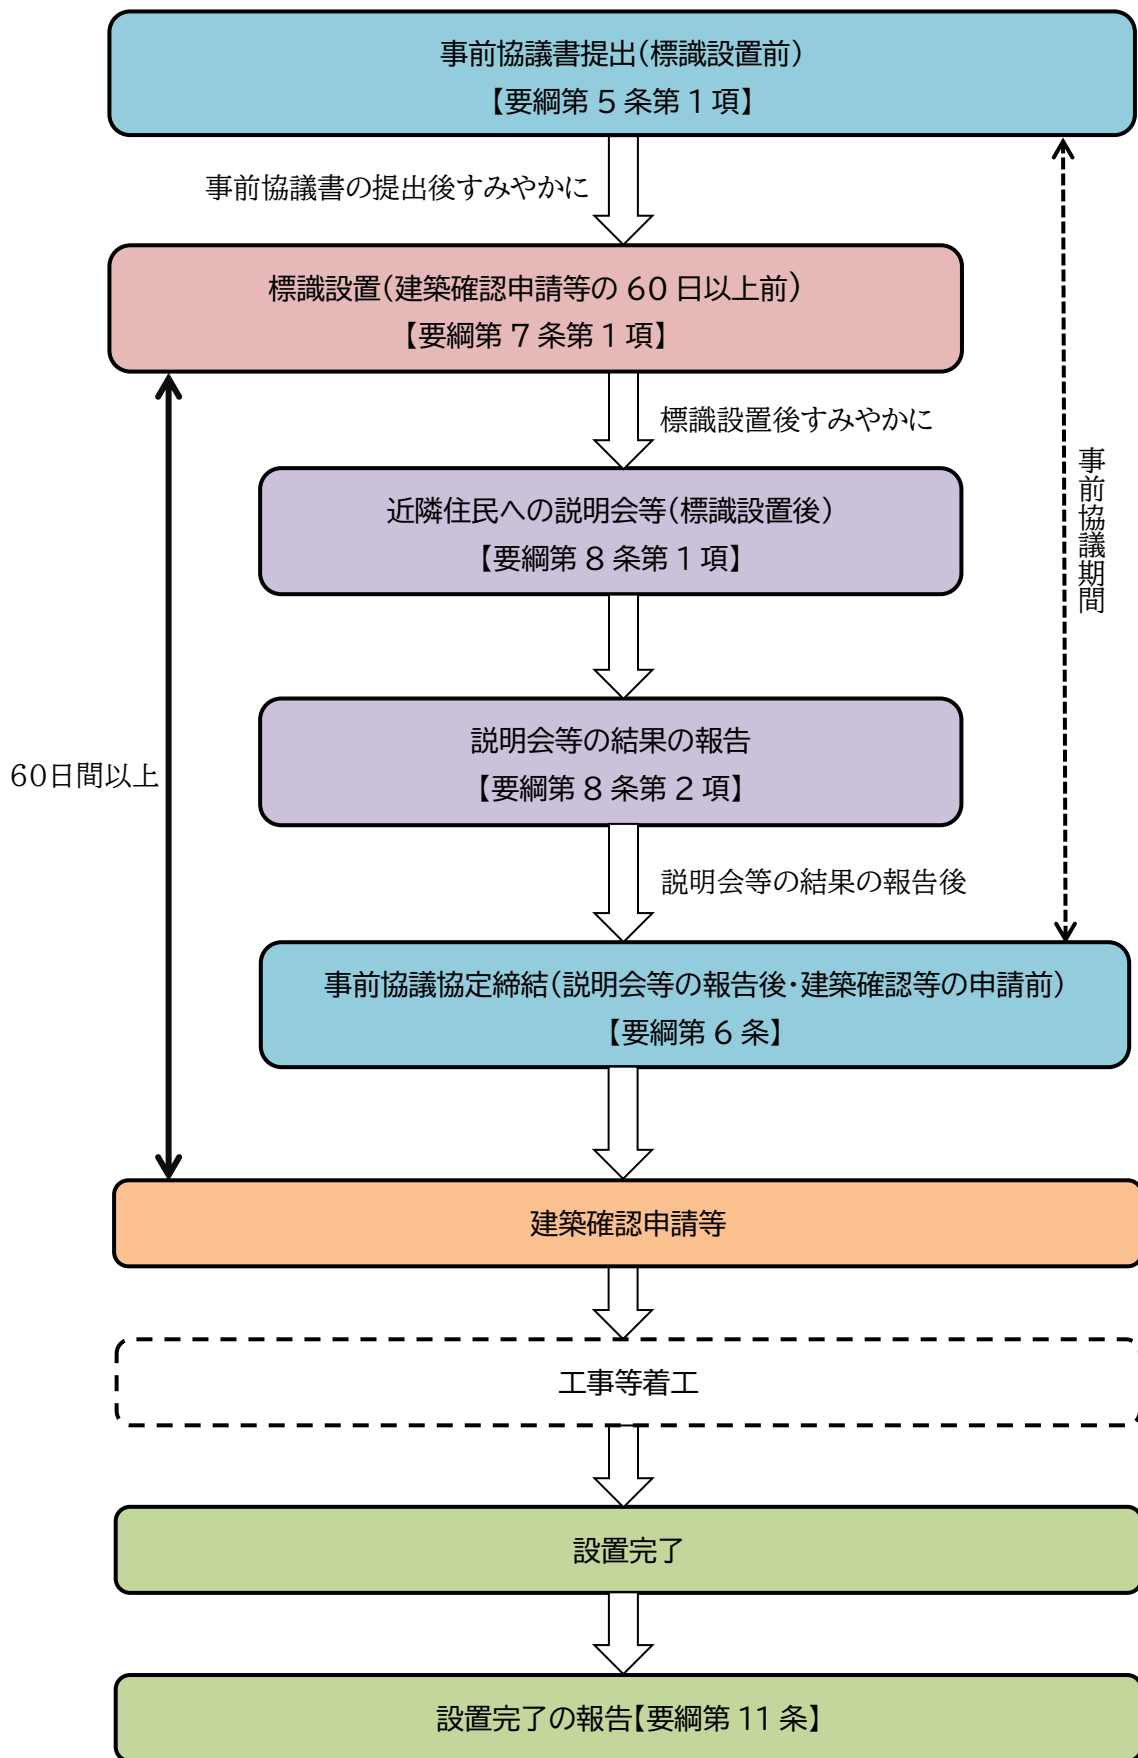 事前協議書提出(標識設置前)
【要綱第5条第1項】
事前協議書の提出後すみやかに
標識設置(建築確認申請等の60日以上前)
【要綱第7条第1項】
標識設置後すみやかに
近隣住民への説明会等(標識設置後)
【要綱第8条第1項】
事前協議期間
説明会等の結果の報告
【要綱第8条第2項】
60日間以上
説明会等の結果の報告後
事前協議協定締結(説明会等の報告後・建築確認等の申請前)
【要綱第6条】
建築確認申請等
工事等着工
設置完了
設置完了の報告【要綱第11条】